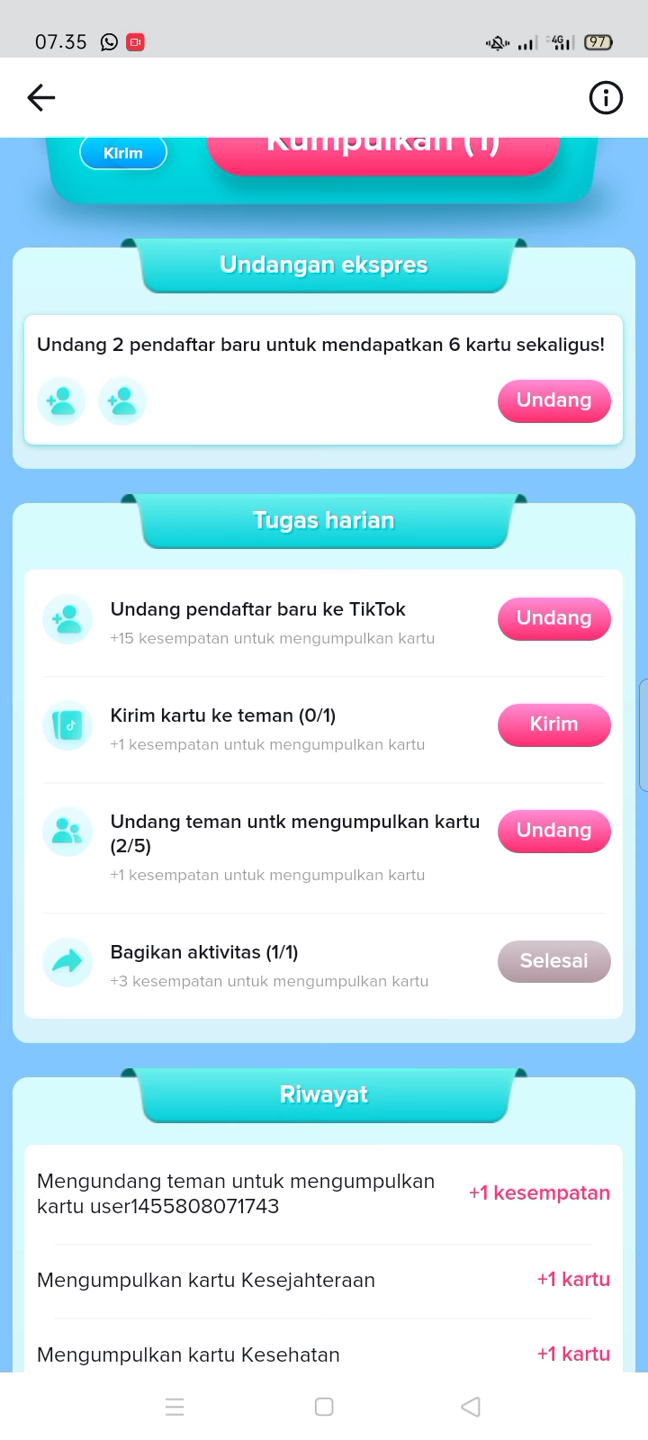 07.35
4G
97
Kirim
Kumpulkan (1)
Undangan ekspres
Undang 2 pendaftar baru untuk mendapatkan 6 kartu sekaligus!
Undang
Tugas harian
Undang pendaftar baru ke TikTok
+15 kesempatan untuk mengumpulkan kartu
Undang
Kirim kartu ke teman (0/1)
+1 kesempatan untuk mengumpulkan kartu
Kirim
Undang teman untk mengumpulkan kartu
(2/5)
+1 kesempatan untuk mengumpulkan kartu
Undang
Bagikan aktivitas (1/1)
+3 kesempatan untuk mengumpulkan kartu
Selesai
Riwayat
Mengundang teman untuk mengumpulkan
kartu user1455808071743
+1 kesempatan
Mengumpulkan kartu Kesejahteraan
+1 kartu
Mengumpulkan kartu Kesehatan
+1 kartu